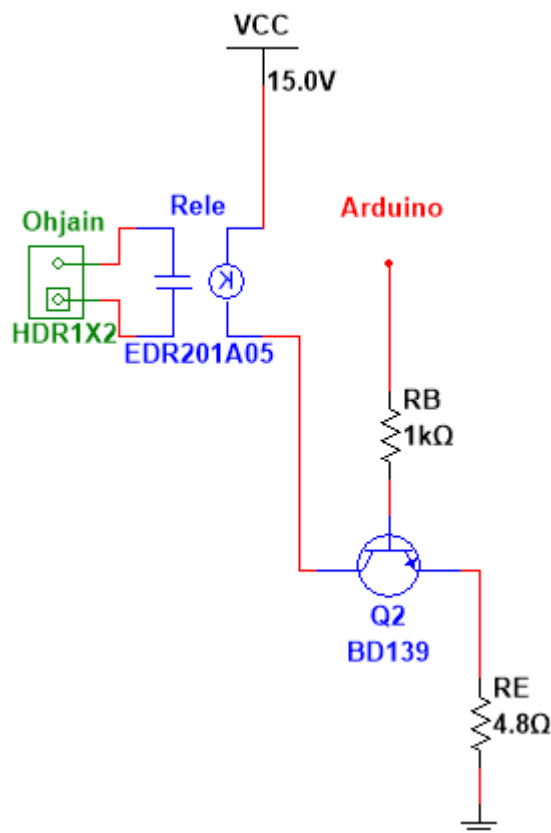 VCC
15.0V
Ohjain
Rele
Arduino
K
HDR1X2
EDR201A05
RB
1kΩ
Q2
BD139
RE
4.8Ω